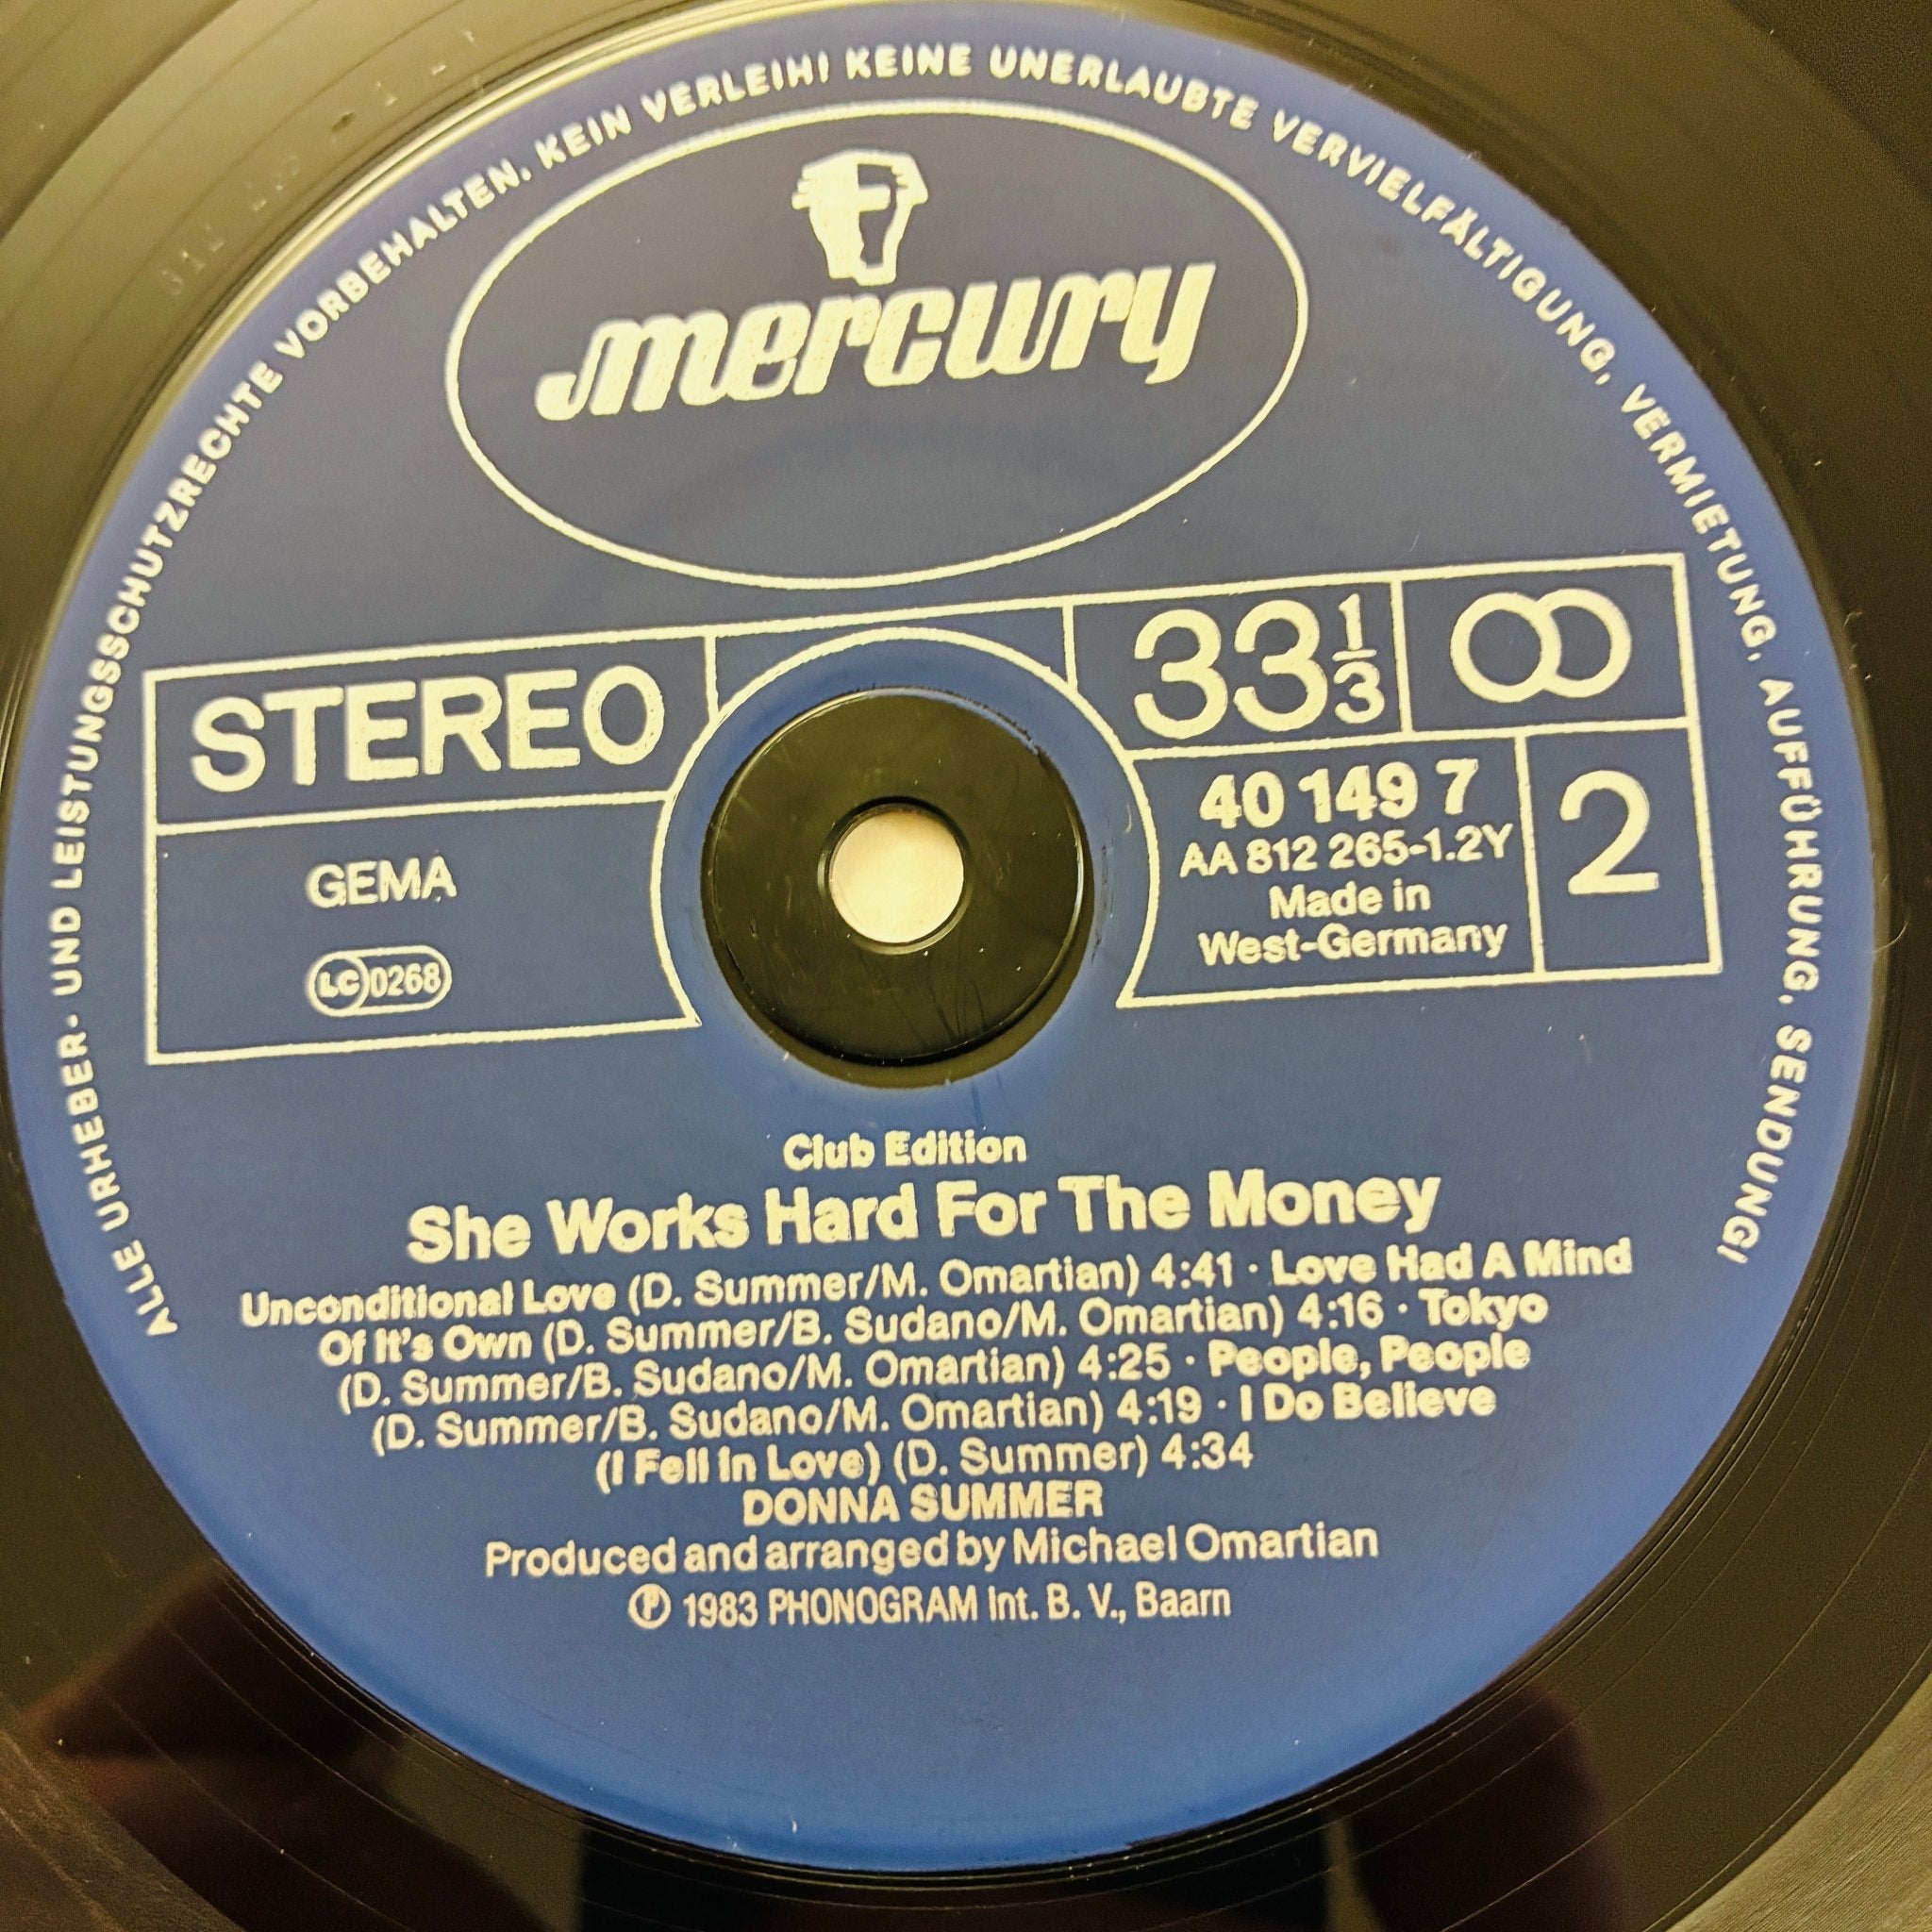 ALLE URHEBER- UND LEISTUNGSSCHUTZRECHTE VORBEHALTEN. KEIN VERLEIH! KEINE UNERLAUBTE VERVIELFÄLTIGUNG, VERMIETUNG, AUFFÜHRUNG, SENDUNG!
mercury
STEREO
33 1/3
GEMA
LC 0268
40 149 7
AA 812 265-1.2Y
Made in
West-Germany
2
Club Edition
She Works Hard For The Money
Unconditional Love (D. Summer/M. Omartian) 4:41 · Love Had A Mind
Of It's Own (D. Summer/B. Sudano/M. Omartian) 4:16 · Tokyo
(D. Summer/B. Sudano/M. Omartian) 4:25 · People, People
(D. Summer/B. Sudano/M. Omartian) 4:19 · I Do Believe
(I Fell in Love) (D. Summer) 4:34
DONNA SUMMER
Produced and arranged by Michael Omartian
Ⓟ 1983 PHONOGRAM Int. B. V., Baarn